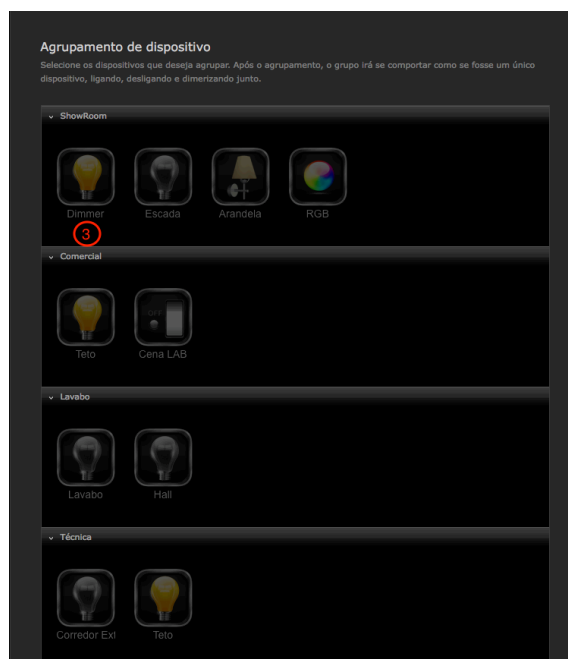 Agrupamento de dispositivo
Selecione os dispositivos que deseja agrupar. Após o agrupamento, o grupo irá se comportar como se fosse um único
dispositivo, ligando, desligando e dimerizando junto.
ShowRoom
Dimmer Escada Arandela RGB
3
Comercial
OFF
Teto Cena LAB
Lavabo
Lavabo Hall
Técnica
Corredor Ext Teto